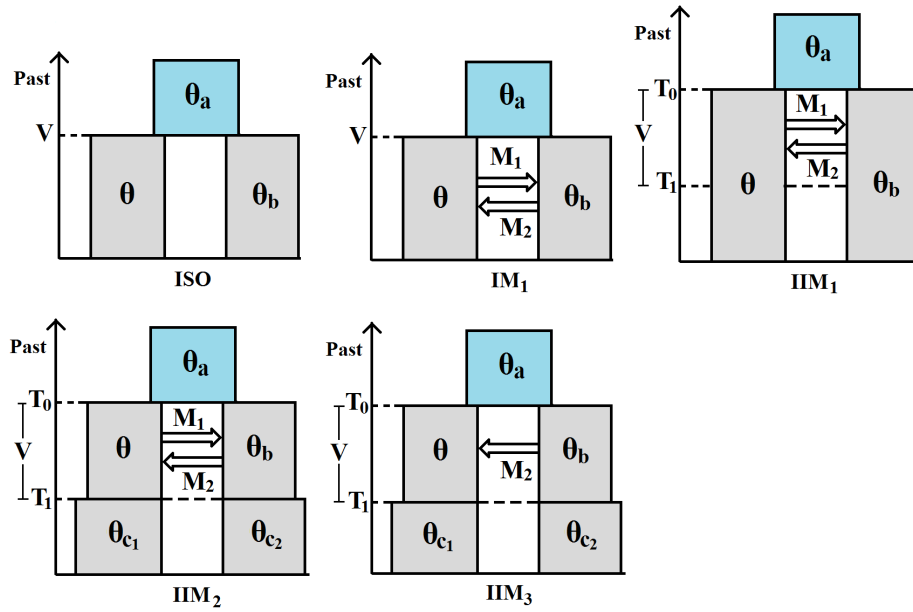 Past
θa
V
θ
θb
ISO
Past
θa
V
M1
θ
θb
M2
IM1
Past
θa
T0
M1
V
M2
θ
θb
T1
IIM1
Past
θa
T0
M1
V
θ
θb
M2
T1
θc1
θc2
IIM2
Past
θa
T0
V
θ
θb
M2
T1
θc1
θc2
IIM3